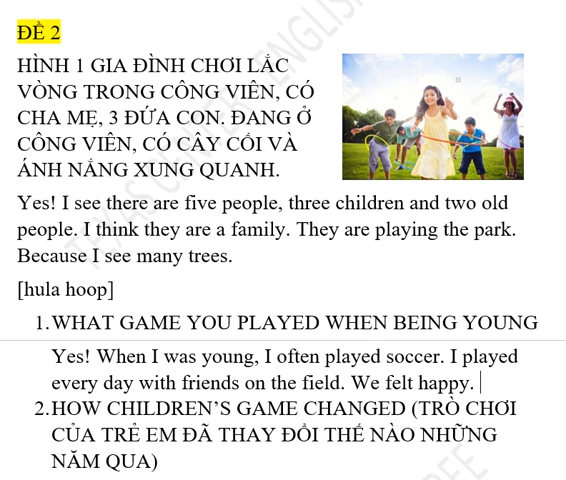 ĐỀ 2
HÌNH 1 GIA ĐÌNH CHƠI LẮC
VÒNG TRONG CÔNG VIÊN, CÓ
CHA MẸ, 3 ĐỨA CON. ĐANG Ở
CÔNG VIÊN, CÓ CÂY CỐI VÀ
ÁNH NẮNG XUNG QUANH.
Yes! I see there are five people, three children and two old
people. I think they are a family. They are playing the park.
Because I see many trees.
[hula hoop]
1. WHAT GAME YOU PLAYED WHEN BEING YOUNG
Yes! When I was young, I often played soccer. I played
every day with friends on the field. We felt happy.
2. HOW CHILDREN’S GAME CHANGED (TRÒ CHƠI
CỦA TRẺ EM ĐÃ THAY ĐỔI THẾ NÀO NHỮNG
NĂM QUA)